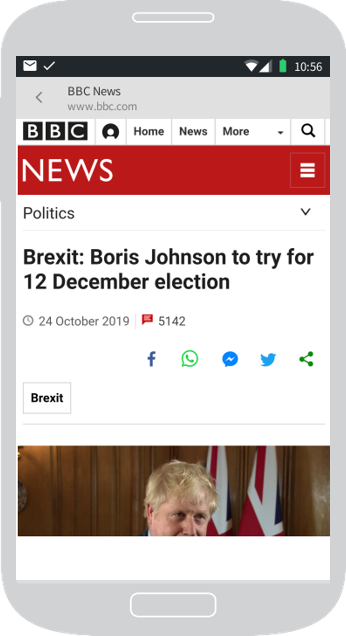 10:56
BBC News
www.bbc.com
BBC Home News More
NEWS
Politics
Brexit: Boris Johnson to try for
12 December election
24 October 2019 5142
Brexit